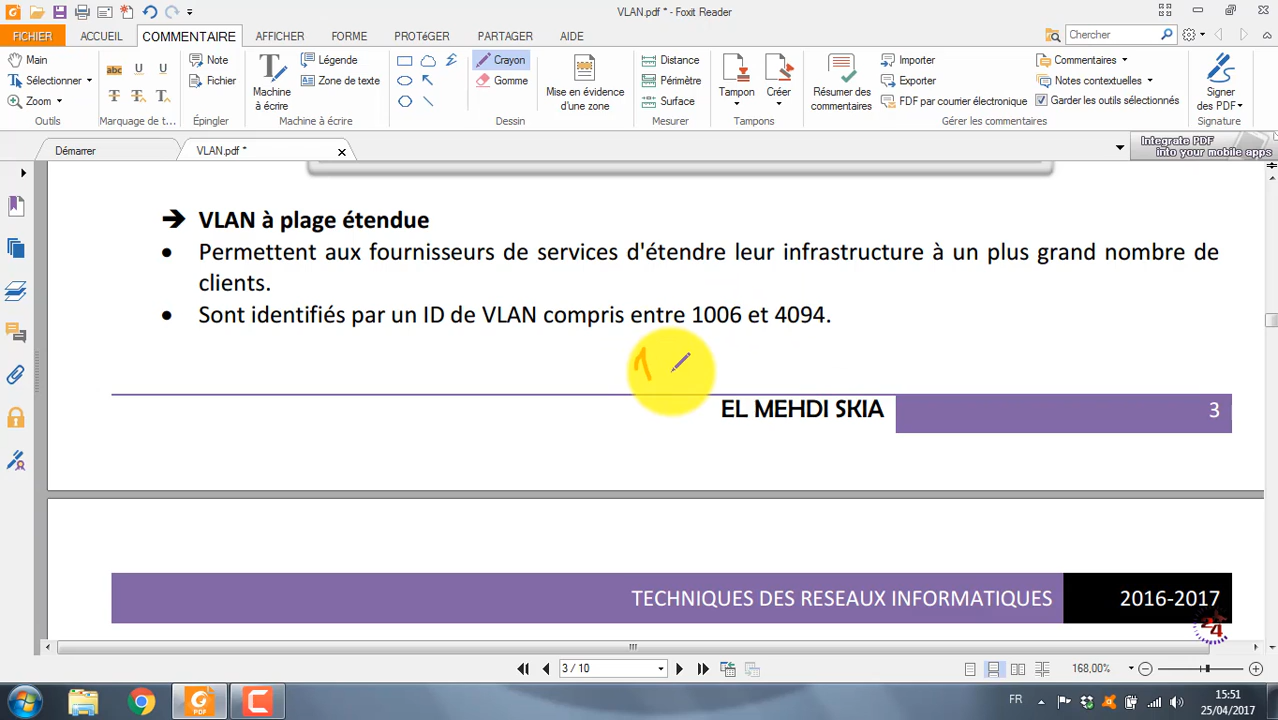 VLAN.pdf * - Foxit Reader
FICHIER ACCUEIL COMMENTAIRE AFFICHER FORME PROTéGER PARTAGER AIDE Chercher
Main
Sélectionner
Zoom
Outils
abc U U
T T T
Marquage de t...
Note
Fichier
Épingler
Machine à écrire
Légende
Zone de texte
Machine à écrire
Crayon
Gomme
Dessin
Mise en évidence d'une zone
Distance
Périmètre
Surface
Mesurer
Tampon
Créer
Tampons
Résumer des commentaires
Importer
Exporter
FDF par courrier électronique
Commentaires
Notes contextuelles
Garder les outils sélectionnés
Gérer les commentaires
Signer des PDF
Signature
Démarrer VLAN.pdf *
Integrate PDF
into your mobile apps
➔ VLAN à plage étendue
• Permettent aux fournisseurs de services d'étendre leur infrastructure à un plus grand nombre de
clients.
• Sont identifiés par un ID de VLAN compris entre 1006 et 4094.
1
EL MEHDI SKIA 3
TECHNIQUES DES RESEAUX INFORMATIQUES 2016-2017
24
3 / 10 168,00%
FR 15:51
25/04/2017